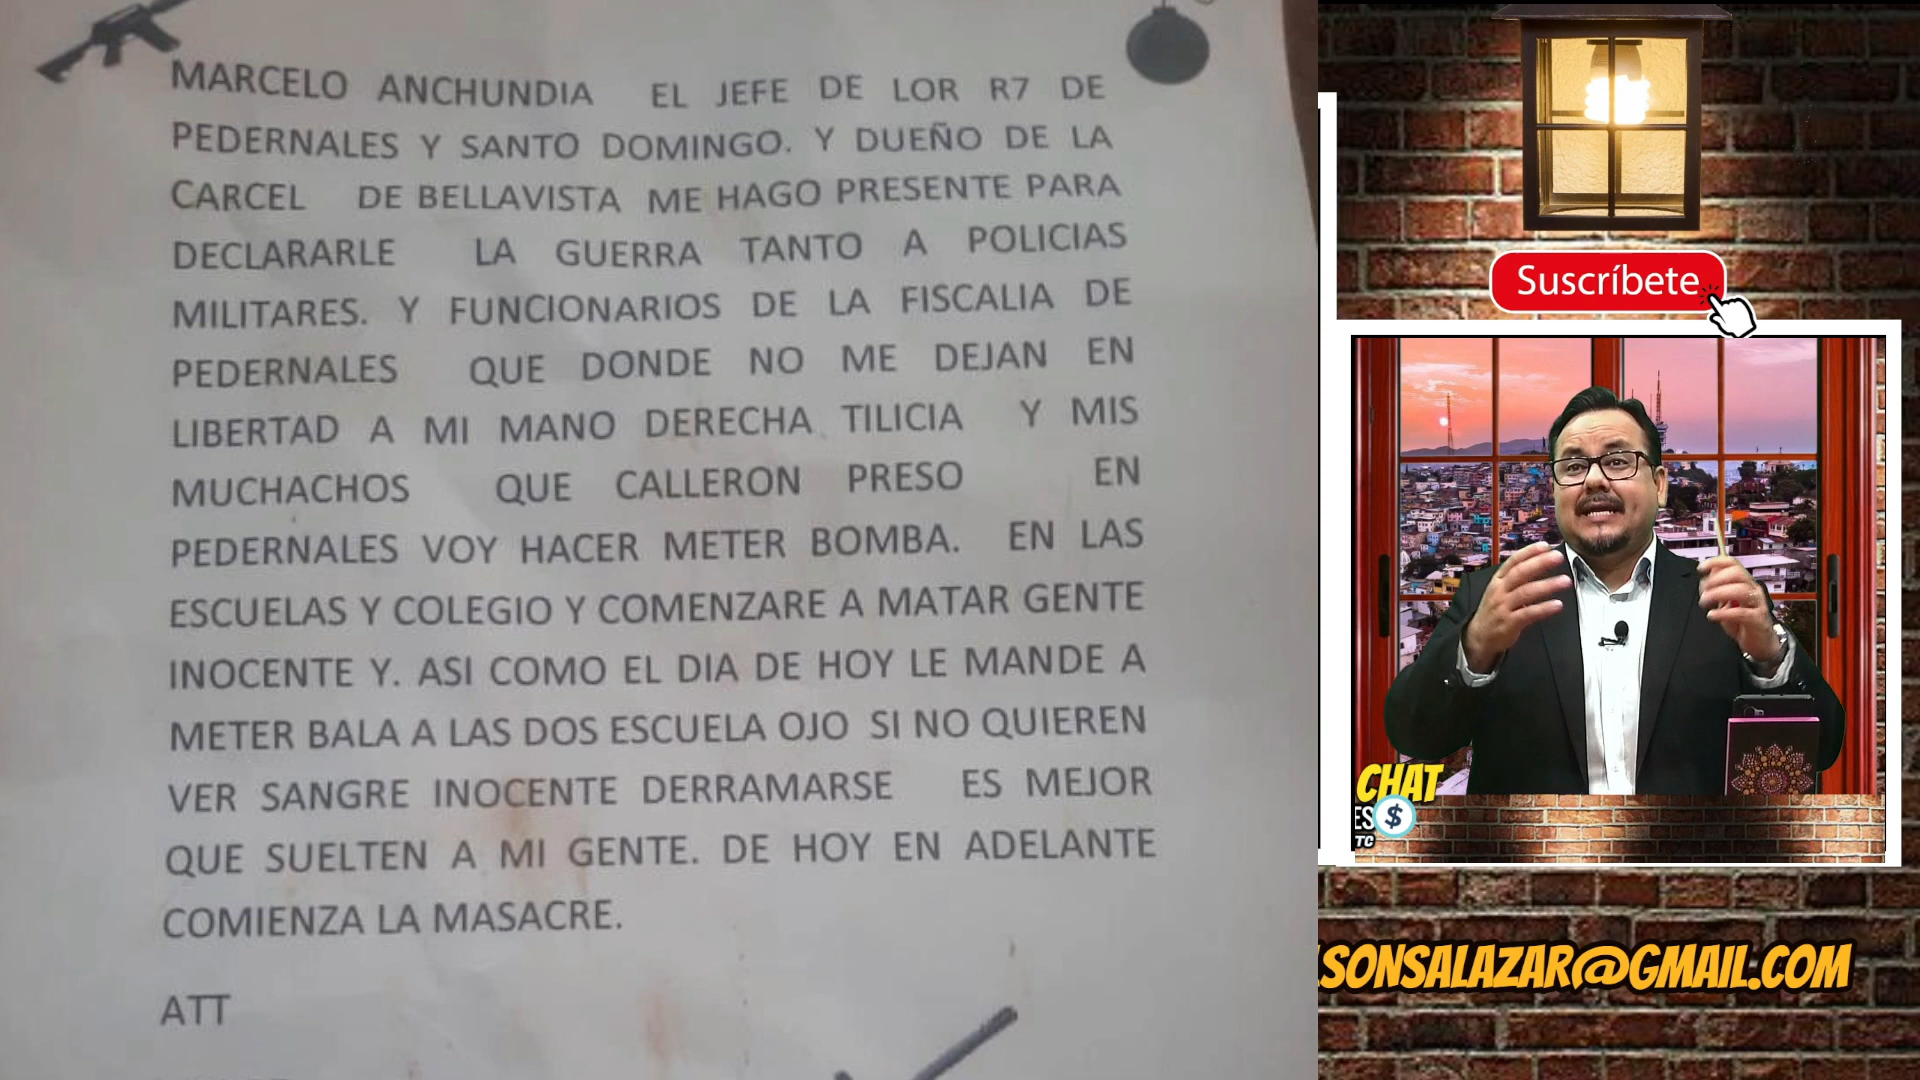 MARCELO ANCHUNDIA EL JEFE DE LOR R7 DE
PEDERNALES Y SANTO DOMINGO. Y DUEÑO DE LA
CARCEL DE BELLAVISTA ME HAGO PRESENTE PARA
DECLARARLE LA GUERRA TANTO A POLICIAS
MILITARES. Y FUNCIONARIOS DE LA FISCALIA DE
PEDERNALES QUE DONDE NO ME DEJAN EN
LIBERTAD A MI MANO DERECHA TILICIA Y MIS
MUCHACHOS QUE CALLERON PRESO EN
PEDERNALES VOY HACER METER BOMBA. EN LAS
ESCUELAS Y COLEGIO Y COMENZARE A MATAR GENTE
INOCENTE Y. ASI COMO EL DIA DE HOY LE MANDE A
METER BALA A LAS DOS ESCUELA OJO SI NO QUIEREN
VER SANGRE INOCENTE DERRAMARSE ES MEJOR
QUE SUELTEN A MI GENTE. DE HOY EN ADELANTE
COMIENZA LA MASACRE.
ATT
Suscríbete
CHAT
ES $
TC
SONSALAZAR@GMAIL.COM